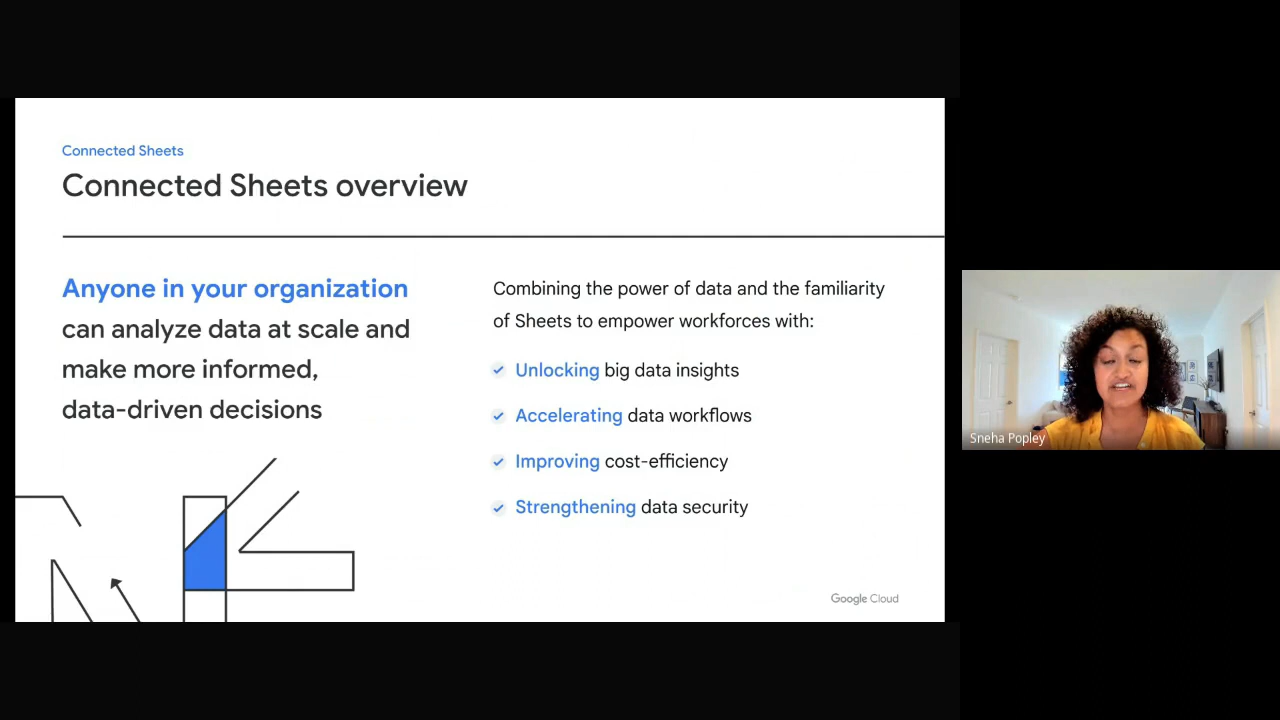 Connected Sheets
Connected Sheets overview
Anyone in your organization
can analyze data at scale and
make more informed,
data-driven decisions
Combining the power of data and the familiarity
of Sheets to empower workforces with:
Unlocking big data insights
Accelerating data workflows
Improving cost-efficiency
Strengthening data security
Google Cloud
Sneha Popley